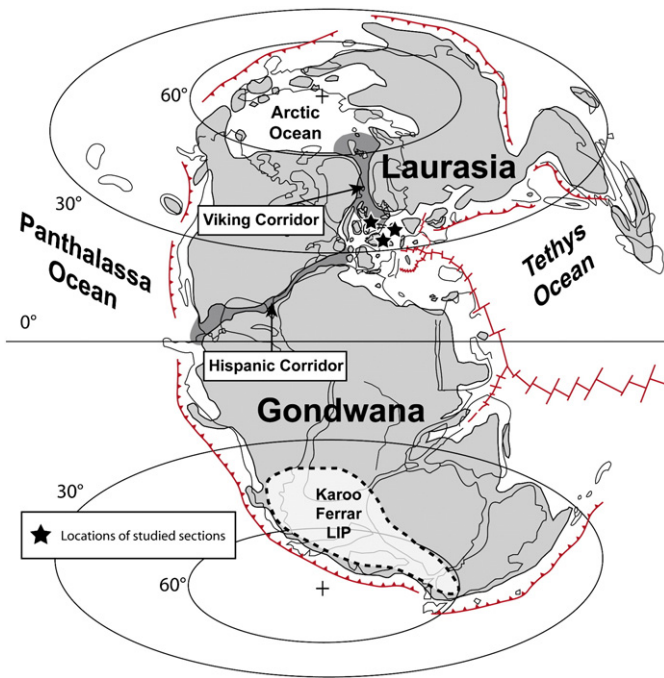 60°
Arctic
Ocean
Laurasia
30°
Viking Corridor
Panthalassa
Ocean
Tethys
Ocean
0°
Hispanic Corridor
Gondwana
30°
Karoo
Ferrar
LIP
Locations of studied sections
60°